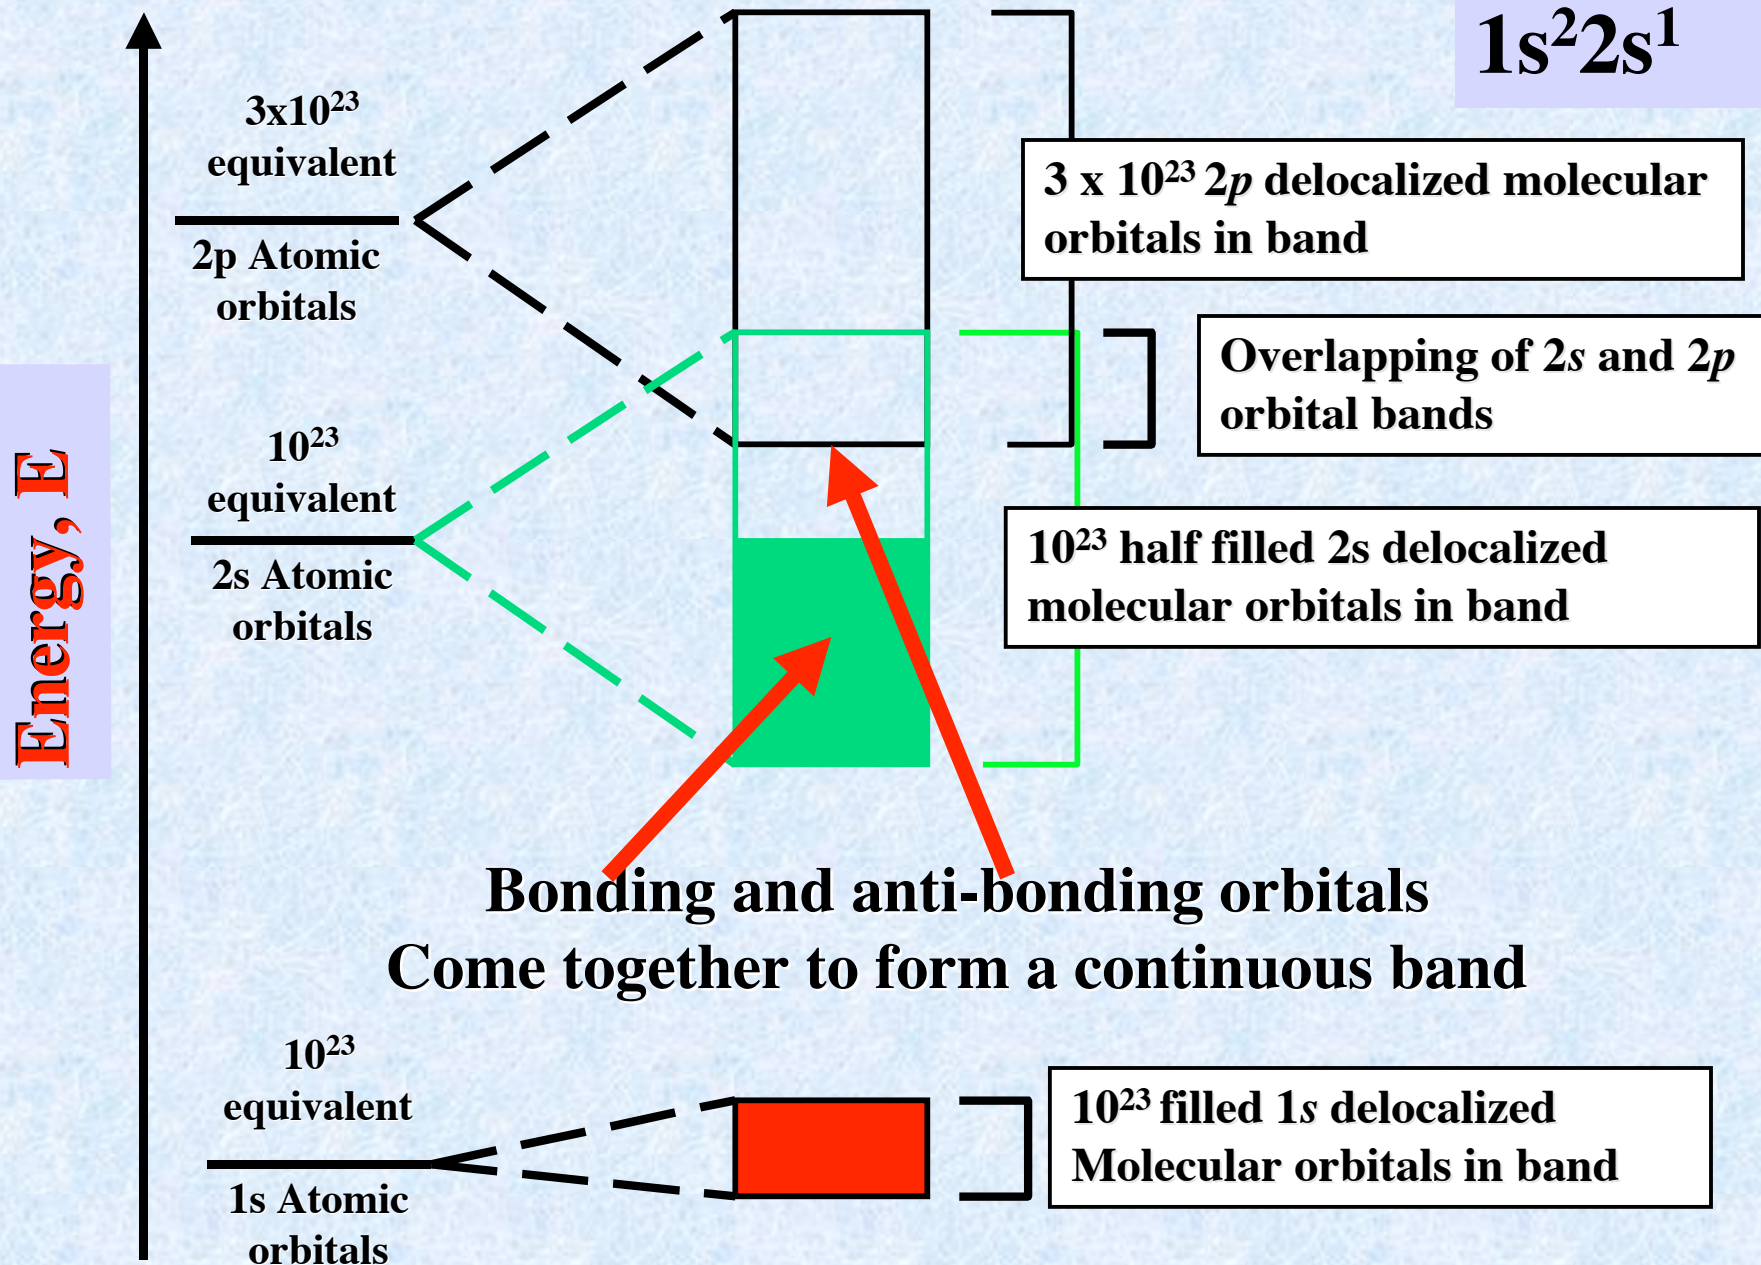 1s²2s¹
3x10²³
equivalent
2p Atomic
orbitals
3 x 10²³ 2p delocalized molecular
orbitals in band
Overlapping of 2s and 2p
orbital bands
Energy, E
10²³
equivalent
2s Atomic
orbitals
10²³ half filled 2s delocalized
molecular orbitals in band
Bonding and anti-bonding orbitals
Come together to form a continuous band
10²³
equivalent
1s Atomic
orbitals
10²³ filled 1s delocalized
Molecular orbitals in band